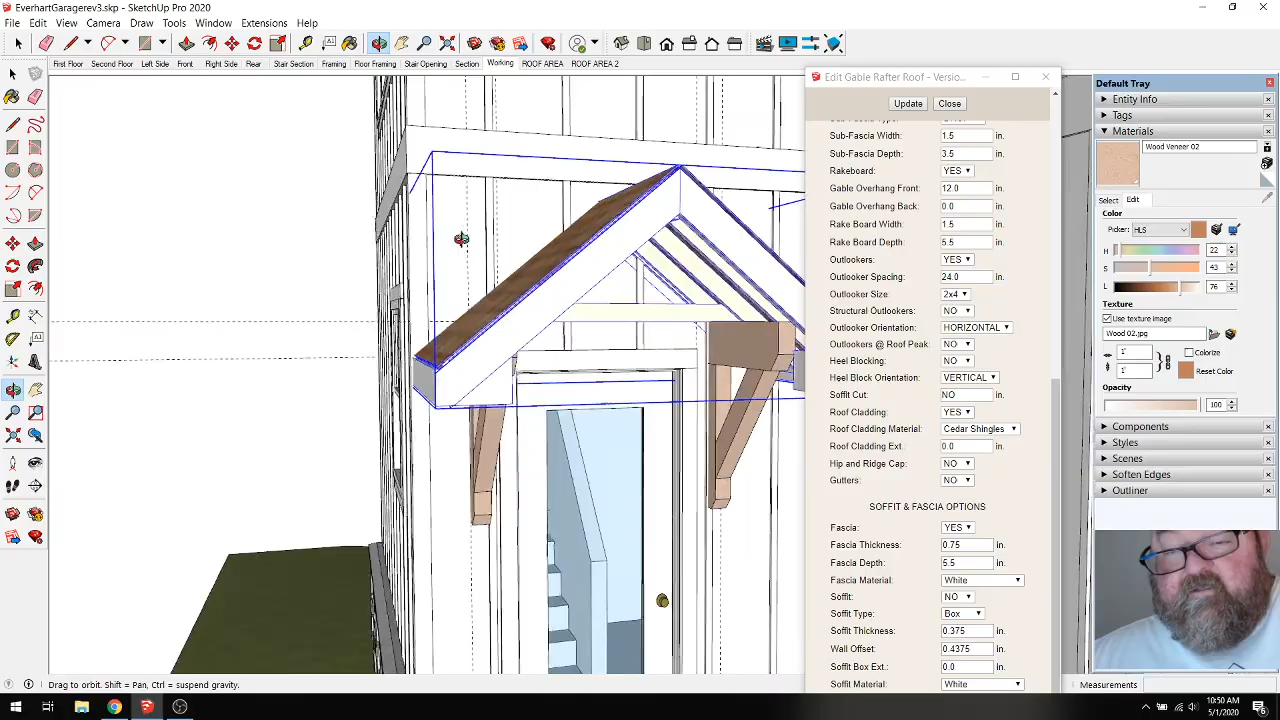 EverhartGaragerev3.skp - SketchUp Pro 2020
File Edit View Camera Draw Tools Window Extensions Help
First Floor Second Floor Left Side Front Right Side Rear Stair Section Framing Floor Framing Stair Opening Section Working ROOF AREA ROOF AREA 2
Edit Gable Rafter Roof - Versio...
Update Close
Sub-Fascia Width: 1.5 in.
Sub-Fascia Depth: 3.5 in.
Rakeboard: YES
Gable Overhang Front: 12.0 in.
Gable Overhang Back: 0.0 in.
Rake Board Width: 1.5 in.
Rake Board Depth: 5.5 in.
Outlookers: YES
Outlooker Spacing: 24.0 in.
Outlooker Size: 2x4
Structural Outlookers: NO
Outlooker Orientation: HORIZONTAL
Outlookers @ Roof Peak: NO
Heel Blocking: NO
Heel Block Orientation: VERTICAL
Soffit Cut: NO
Roof Cladding: YES
Roof Cladding Material: Cedar Shingles
Roof Cladding Ext: 0.0 in.
Hip and Ridge Cap: NO
Gutters: NO
SOFFIT & FASCIA OPTIONS
Fascia: YES
Fascia Thickness: 0.75 in.
Fascia Depth: 5.5 in.
Fascia Material: White
Soffit: NO
Soffit Type: Box
Soffit Thickness: 0.375 in.
Wall Offset: 0.4375 in.
Soffit Box Ext.: 0.0 in.
Soffit Material: White
Default Tray
Entity Info
Tags
Materials
Wood Veneer 02
Select Edit
Color
Picker: HLS
H 22
S 43
L 76
Texture
Use texture image
Wood 02.jpg
1' Colorize
1' Reset Color
Opacity
100
Components
Styles
Scenes
Soften Edges
Outliner
Drag to orbit. Shift = Pan, Ctrl = suspend gravity.
Measurements
10:50 AM
5/1/2020